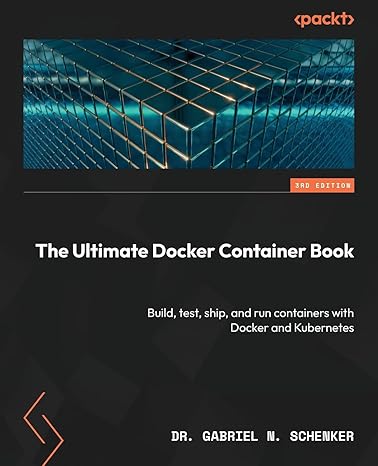 <packt>
3RD EDITION
The Ultimate Docker Container Book
Build, test, ship, and run containers with
Docker and Kubernetes
DR. GABRIEL N. SCHENKER